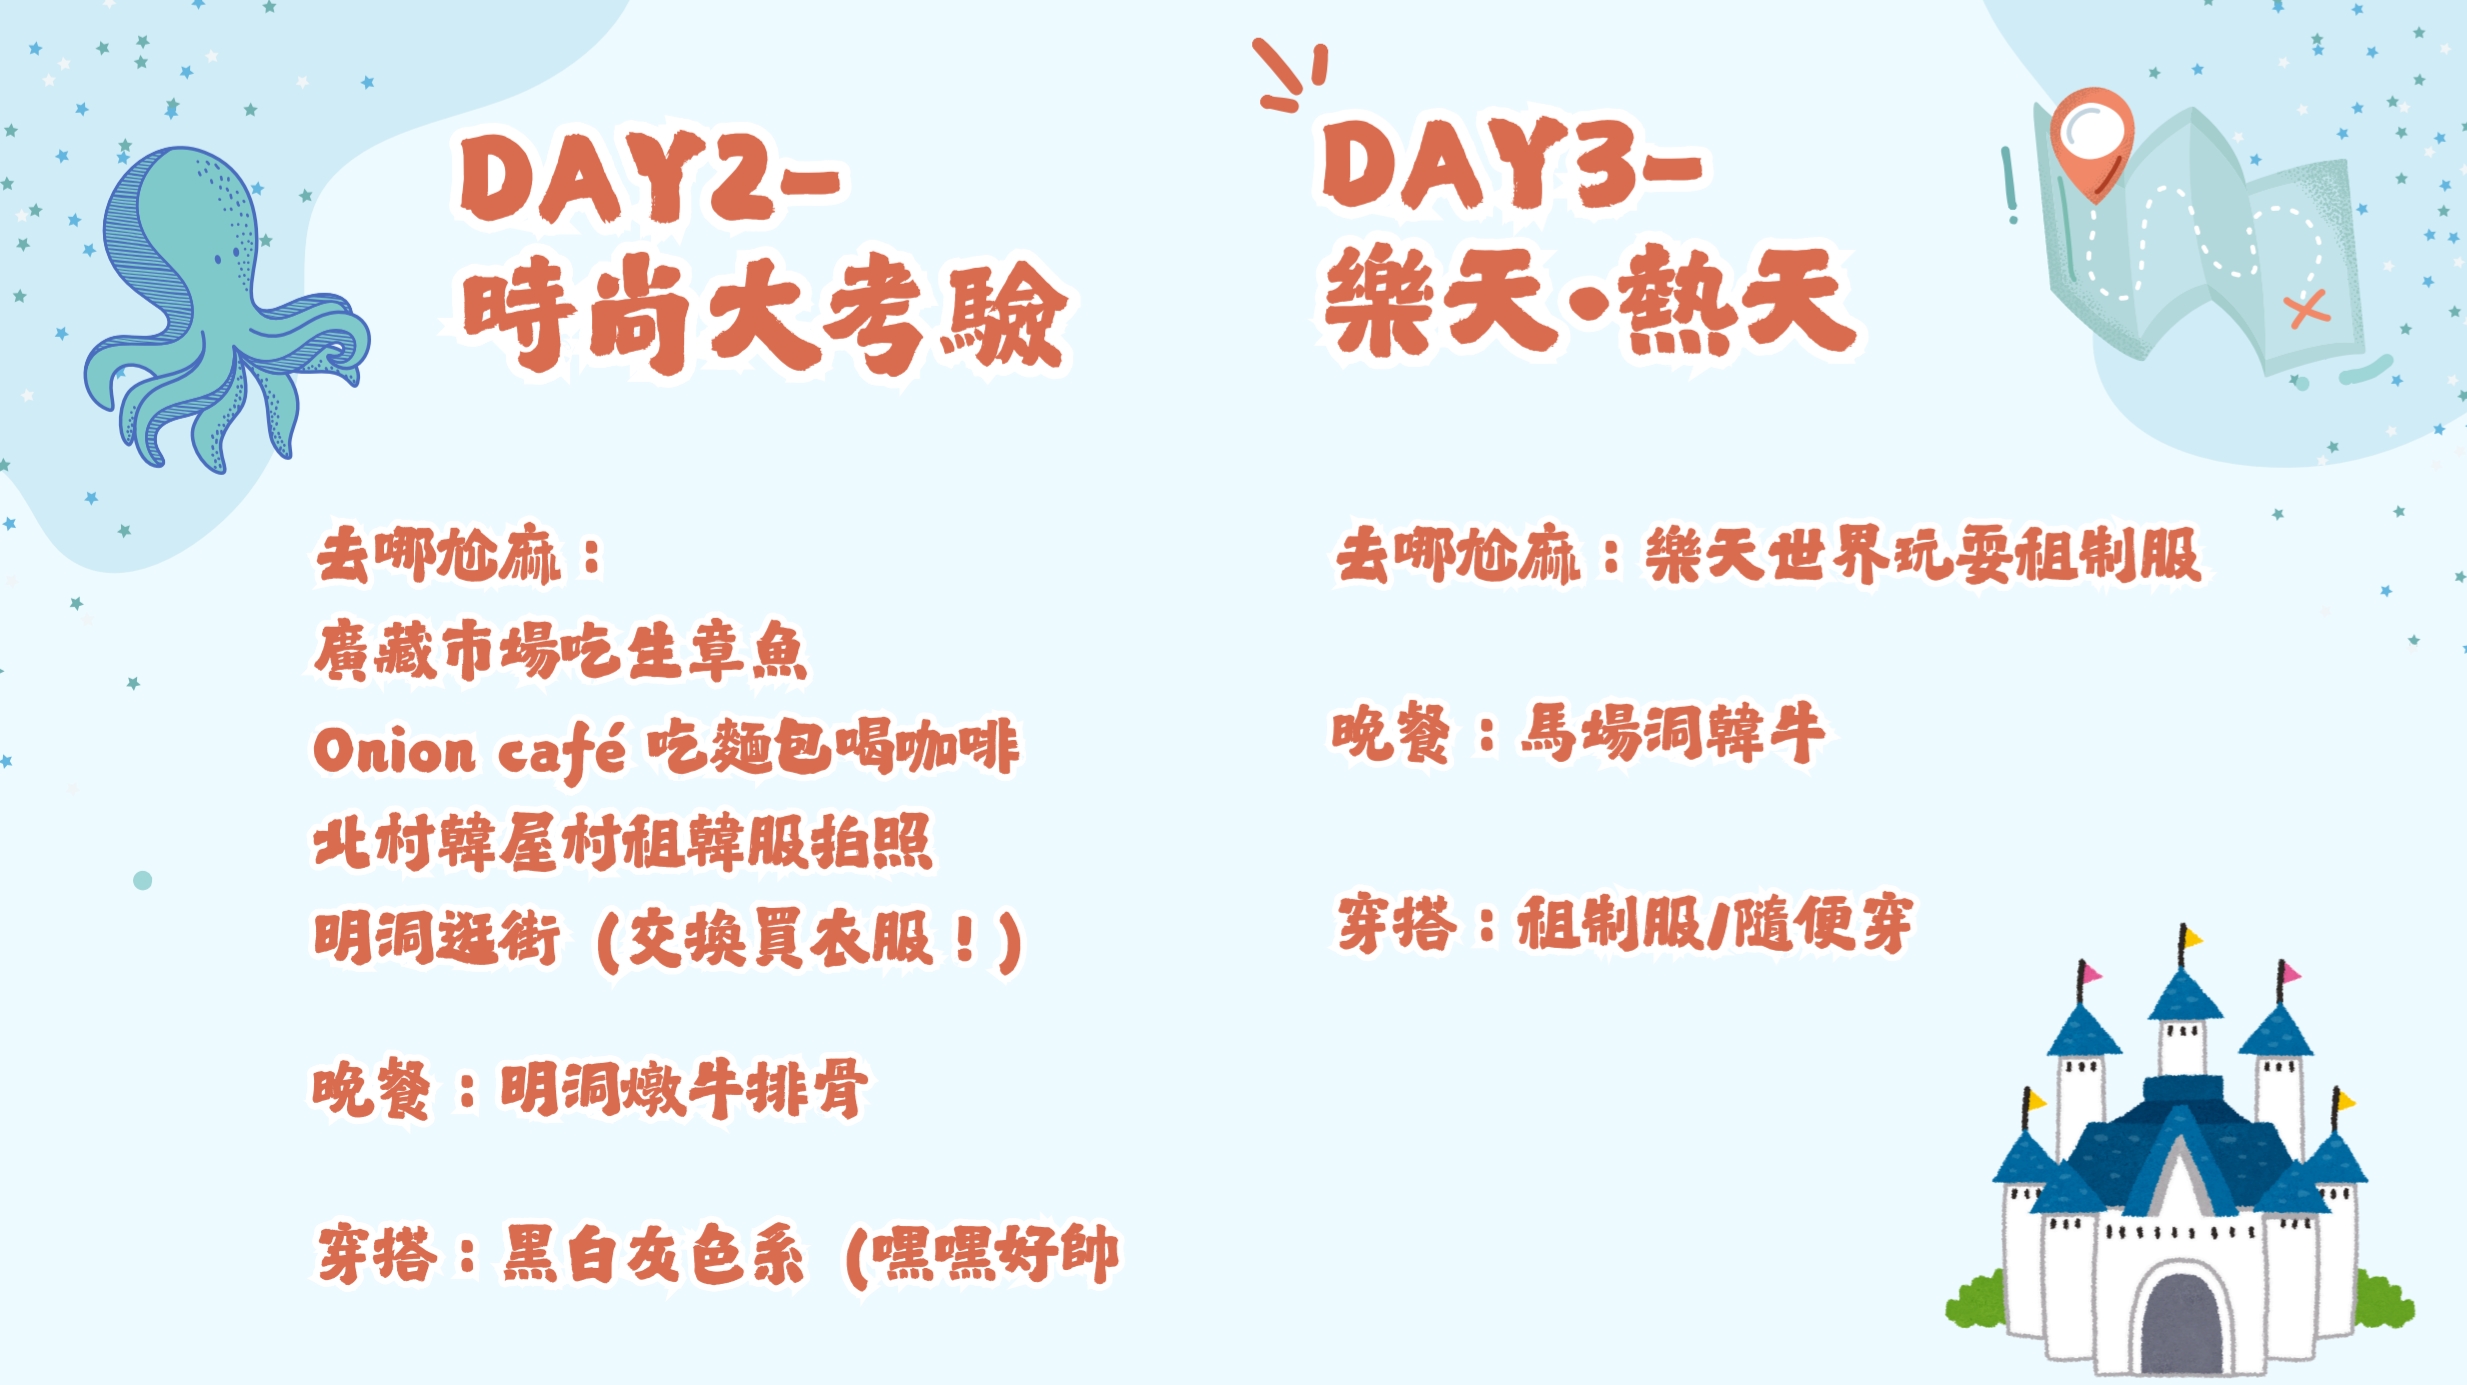 DAY2-
時尚大考驗
去哪尬麻：
廣藏市場吃生章魚
Onion café 吃麵包喝咖啡
北村韓屋村租韓服拍照
明洞逛街（交換買衣服！）
晚餐：明洞燉牛排骨
穿搭：黑白灰色系（嘿嘿好帥
DAY3-
樂天•熱天
去哪尬麻：樂天世界玩耍租制服
晚餐：馬場洞韓牛
穿搭：租制服/隨便穿